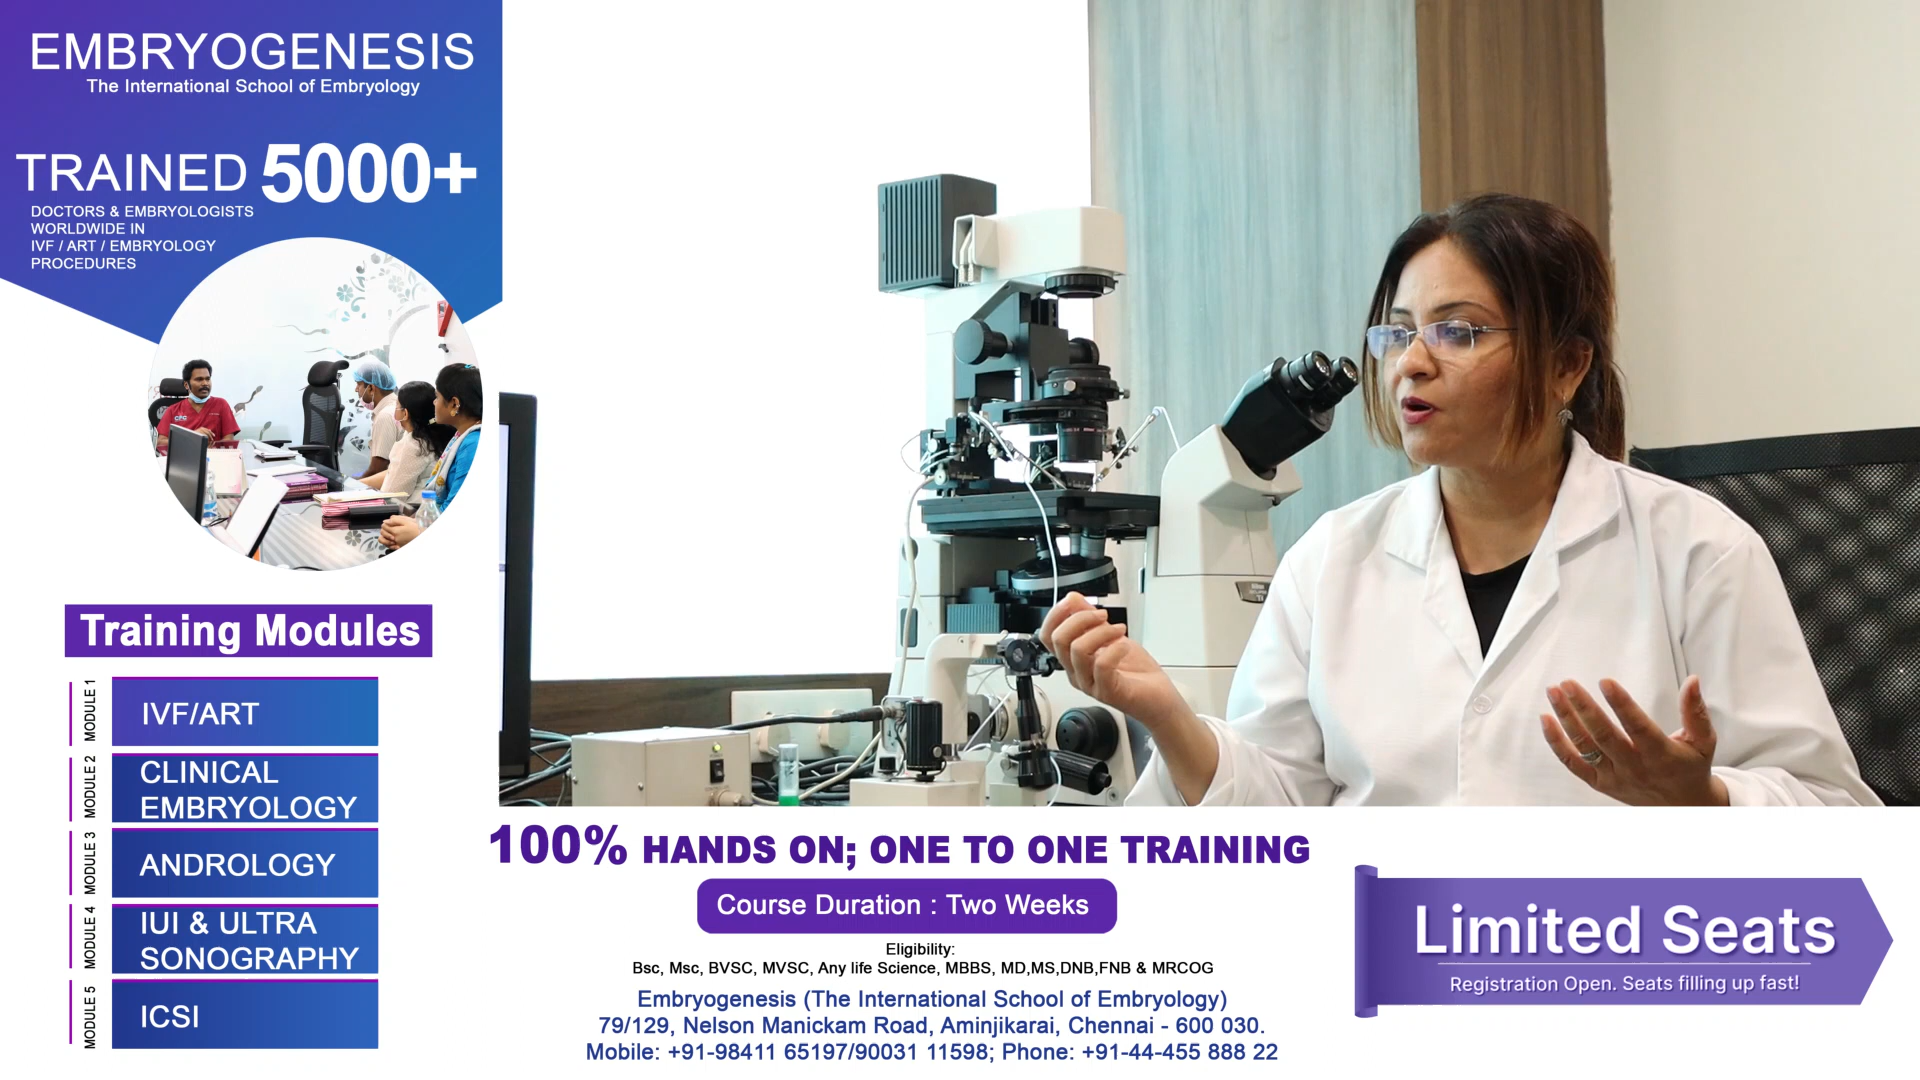 EMBRYOGENESIS
The International School of Embryology
TRAINED 5000+
DOCTORS & EMBRYOLOGISTS
WORLDWIDE IN
IVF / ART / EMBRYOLOGY
PROCEDURES
Training Modules
MODULE 1
IVF/ART
MODULE 2
CLINICAL
EMBRYOLOGY
MODULE 3
ANDROLOGY
MODULE 4
IUI & ULTRA
SONOGRAPHY
MODULE 5
ICSI
100% HANDS ON; ONE TO ONE TRAINING
Course Duration : Two Weeks
Eligibility:
Bsc, Msc, BVSC, MVSC, Any life Science, MBBS, MD,MS,DNB,FNB & MRCOG
Embryogenesis (The International School of Embryology)
79/129, Nelson Manickam Road, Aminjikarai, Chennai - 600 030.
Mobile: +91-98411 65197/90031 11598; Phone: +91-44-455 888 22
Limited Seats
Registration Open. Seats filling up fast!